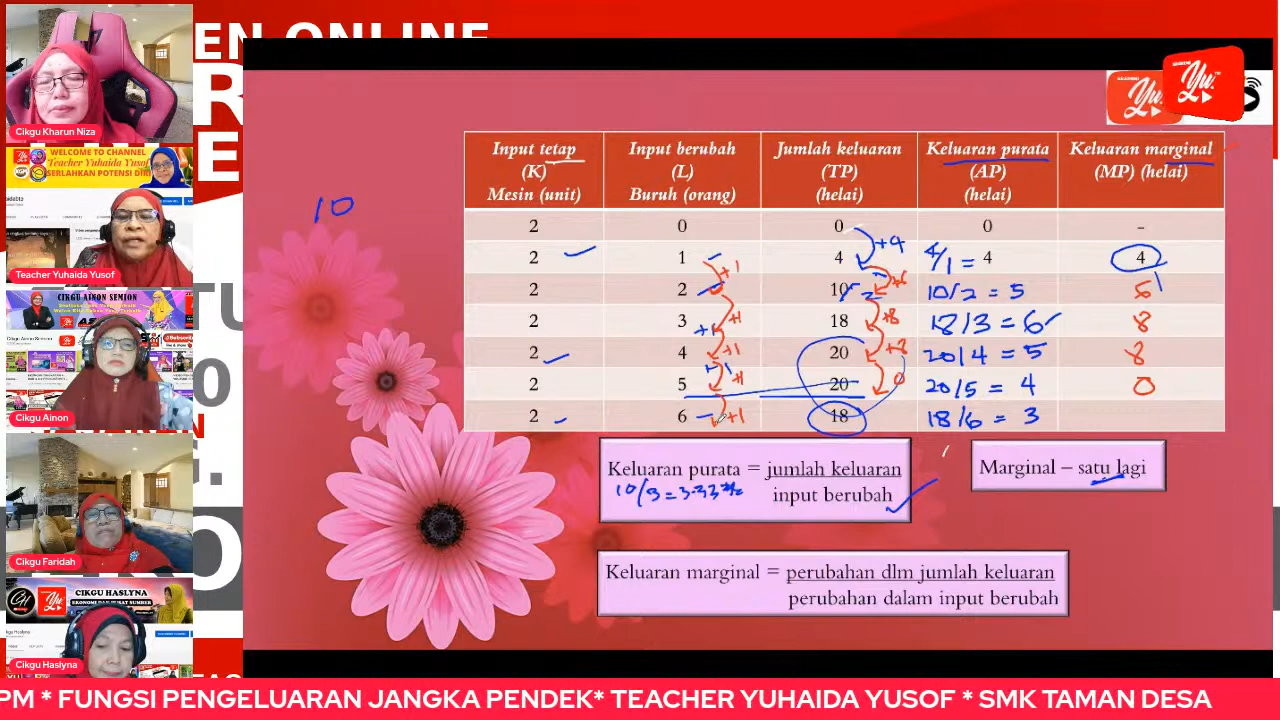 EN ONLINE
Cikgu Kharun Niza
WELCOME TO CHANNEL
Teacher Yuhaida Yusof
SERLAHKAN POTENSI DIRI
Teacher Yuhaida Yusof
CIKGU AINON SEMION
Cikgu Ainon
Cikgu Ainon
Cikgu Faridah
CIKGU HASLYNA
Cikgu Haslyna
Cikgu Haslyna
Yu.
Input tetap (K) Mesin (unit) | Input berubah (L) Buruh (orang) | Jumlah keluaran (TP) (helai) | Keluaran purata (AP) (helai) | Keluaran marginal (MP) (helai)
2 0 0 0 -
2 1 4 4/1 = 4 4
2 2 10 10/2 = 5 6
2 3 18 18/3 = 6 8
2 4 20 20/4 = 5 8
2 5 20 20/5 = 4 0
2 6 18 18/6 = 3
10
+1 +1 +1 +1 +1
+4 +6 +8 0
Keluaran purata = jumlah keluaran
input berubah
Marginal – satu lagi
Keluaran marginal = perubahan dlm jumlah keluaran
perubahan dalam input berubah
PM * FUNGSI PENGELUARAN JANGKA PENDEK* TEACHER YUHAIDA YUSOF * SMK TAMAN DESA